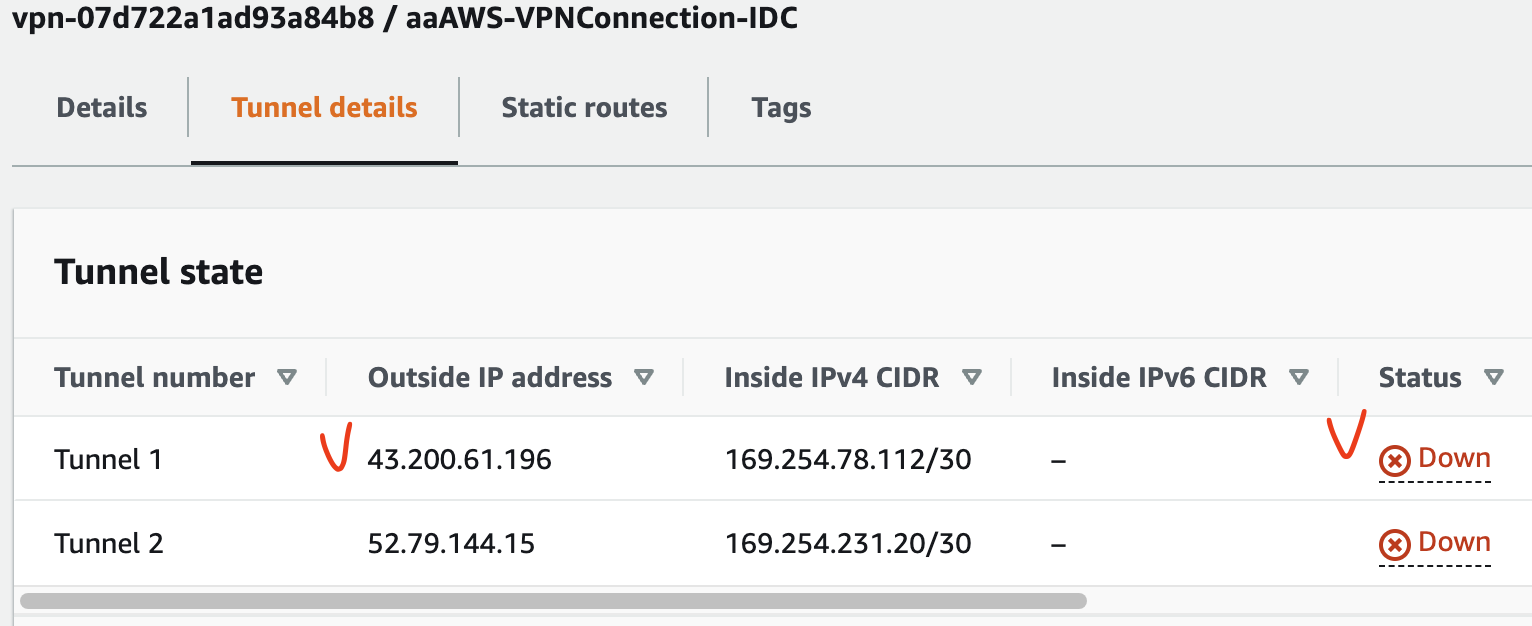 vpn-07d722a1ad93a84b8 / aaAWS-VPNConnection-IDC
Details Tunnel details Static routes Tags
Tunnel state
Tunnel number Outside IP address Inside IPv4 CIDR Inside IPv6 CIDR Status
Tunnel 1 43.200.61.196 169.254.78.112/30 – Down
Tunnel 2 52.79.144.15 169.254.231.20/30 – Down